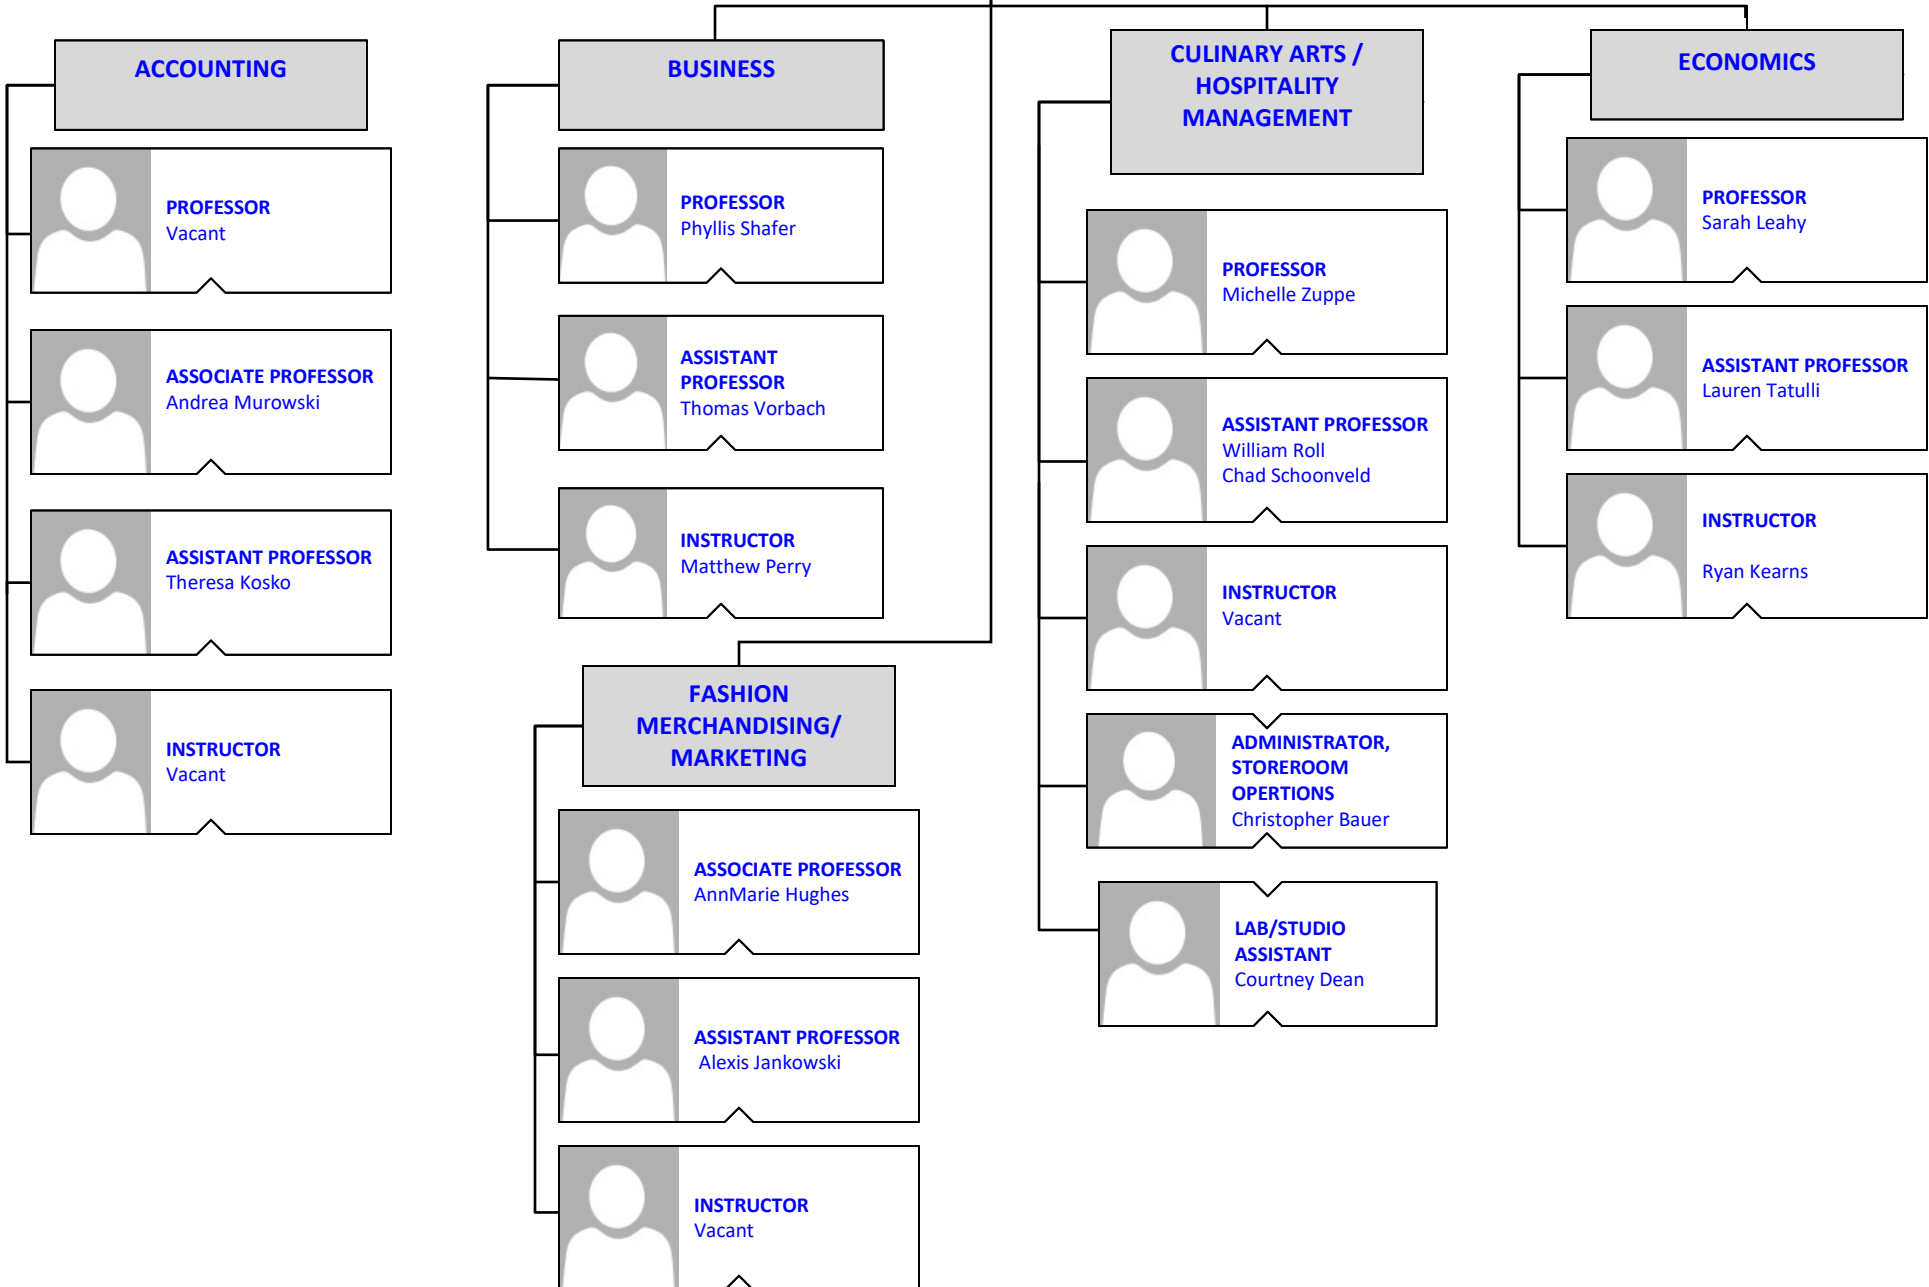 ACCOUNTING
PROFESSOR
Vacant
ASSOCIATE PROFESSOR
Andrea Murowski
ASSISTANT PROFESSOR
Theresa Kosko
INSTRUCTOR
Vacant
BUSINESS
PROFESSOR
Phyllis Shafer
ASSISTANT
PROFESSOR
Thomas Vorbach
INSTRUCTOR
Matthew Perry
FASHION
MERCHANDISING/
MARKETING
ASSOCIATE PROFESSOR
AnnMarie Hughes
ASSISTANT PROFESSOR
Alexis Jankowski
INSTRUCTOR
Vacant
CULINARY ARTS /
HOSPITALITY
MANAGEMENT
PROFESSOR
Michelle Zuppe
ASSISTANT PROFESSOR
William Roll
Chad Schoonveld
INSTRUCTOR
Vacant
ADMINISTRATOR,
STOREROOM
OPERTIONS
Christopher Bauer
LAB/STUDIO
ASSISTANT
Courtney Dean
ECONOMICS
PROFESSOR
Sarah Leahy
ASSISTANT PROFESSOR
Lauren Tatulli
INSTRUCTOR
Ryan Kearns